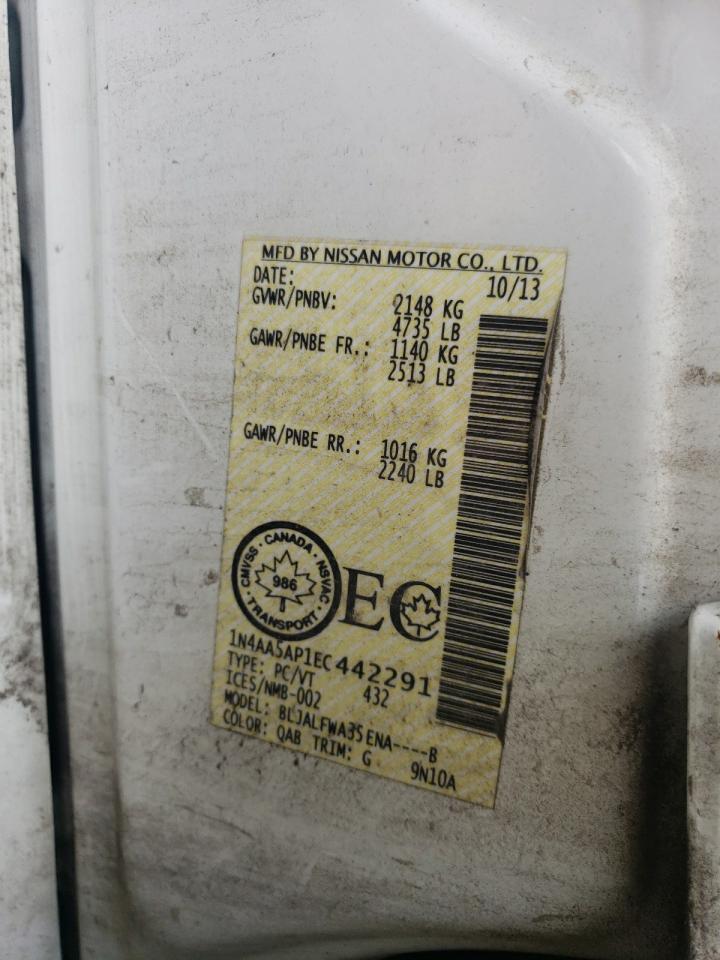 MFD BY NISSAN MOTOR CO., LTD.
DATE: 10/13
GVWR/PNBV: 2148 KG
4735 LB
GAWR/PNBE FR.: 1140 KG
2513 LB
GAWR/PNBE RR.: 1016 KG
2240 LB
CMVSS · CANADA · NSVAC · TRANSPORT ·
986
EC
1N4AA5AP1EC442291
TYPE: PC/VT 432
ICES/NMB-002
MODEL: BLJALFWA35ENA----B
COLOR: QAB TRIM: G 9N10A